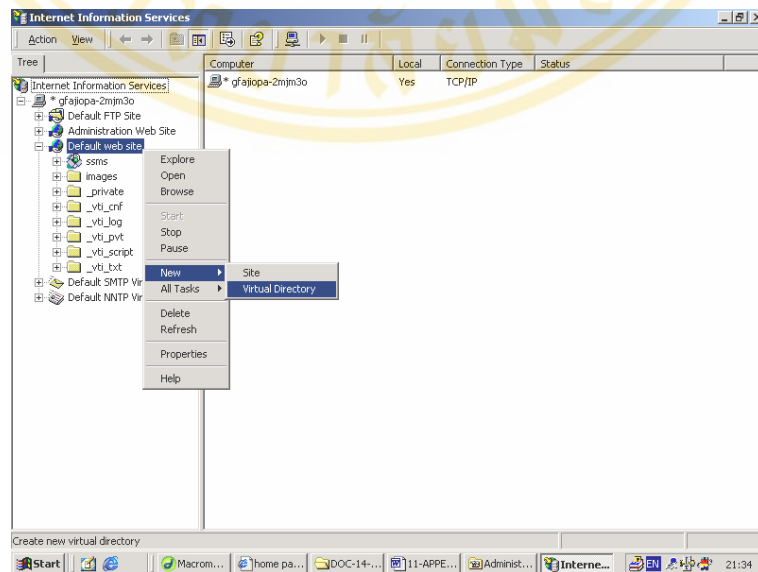 Internet Information Services
Action View
Tree
Computer Local Connection Type Status
Internet Information Services
* gfajiopa-2mjm3o Yes TCP/IP
* gfajiopa-2mjm3o
Default FTP Site
Administration Web Site
Default web site
ssms
images
_private
_vti_cnf
_vti_log
_vti_pvt
_vti_script
_vti_txt
Default SMTP Vir
Default NNTP Vir
Explore
Open
Browse
Start
Stop
Pause
New
All Tasks
Delete
Refresh
Properties
Help
Site
Virtual Directory
Create new virtual directory
Start Macrom... home pa... DOC-14-... 11-APPE... Administ... Interne... EN 21:34